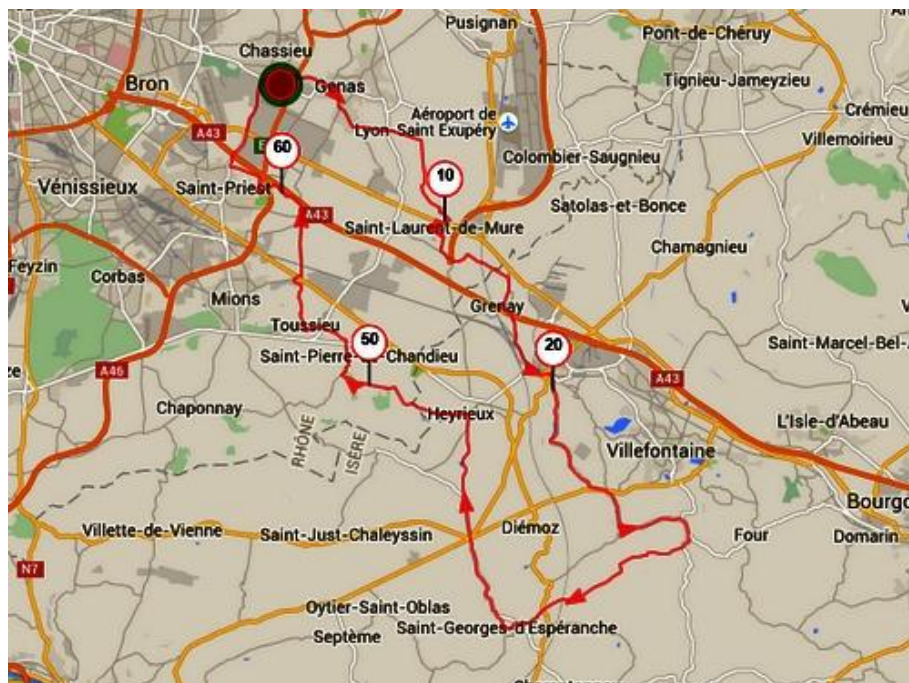 Pusignan
Pont-de-Chéruy
Chassieu
Bron
Genas
Tignieu-Jameyzieu
Aéroport de
Lyon-Saint Exupéry
Crémieu
A43
Villemoirieu
60
Colombier-Saugnieu
Vénissieux
Saint-Priest
10
A43
Satolas-et-Bonce
Saint-Laurent-de-Mure
Chamagnieu
Feyzin
Corbas
Mions
Grenay
Toussieu
50
20
Saint-Pierre-de-Chandieu
Saint-Marcel-Bel-A
A46
A43
Chaponnay
Heyrieux
L'Isle-d'Abeau
RHÔNE
ISÈRE
Villefontaine
Bourgo
Villette-de-Vienne
Saint-Just-Chaleyssin
Diémoz
Four
Domarin
N7
Oytier-Saint-Oblas
Saint-Georges-d'Espéranche
Septème